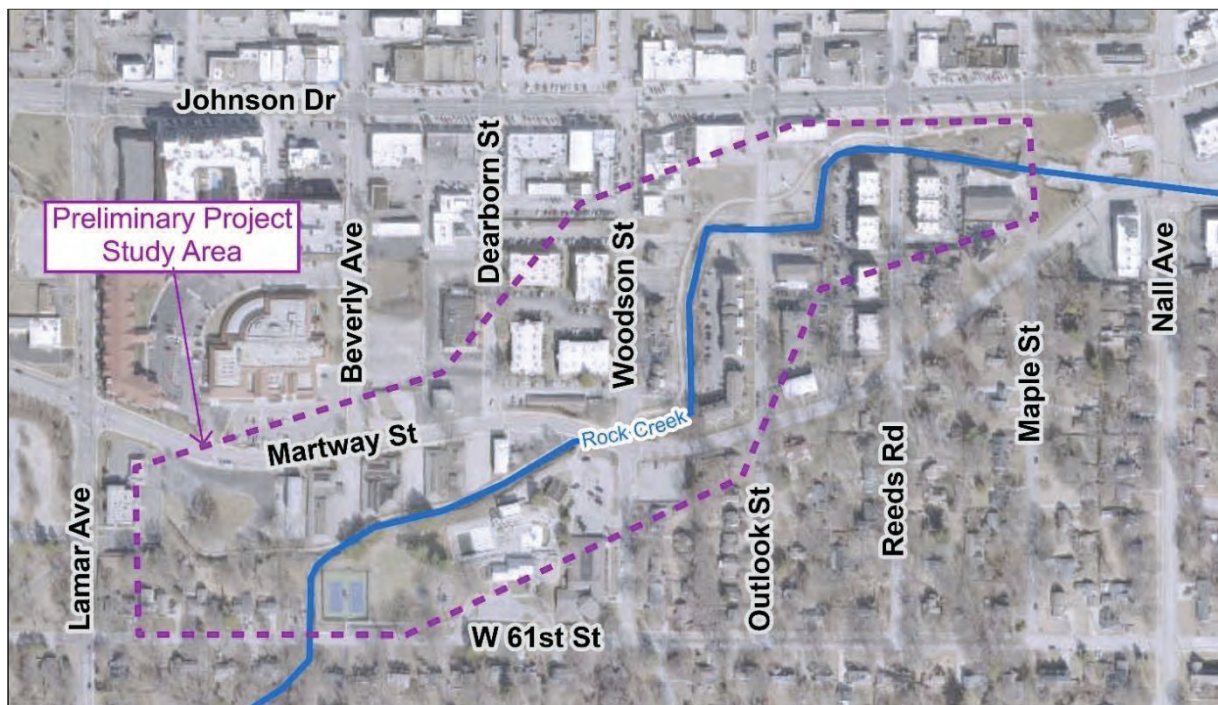 Johnson Dr
Preliminary Project
Study Area
Dearborn St
Beverly Ave
Woodson St
Nall Ave
Maple St
Martway St
Rock Creek
Reeds Rd
Outlook St
Lamar Ave
W 61st St